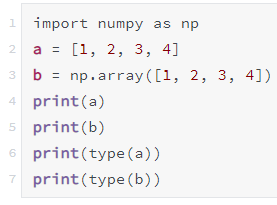 1 import numpy as np
2 a = [1, 2, 3, 4]
3 b = np.array([1, 2, 3, 4])
4 print(a)
5 print(b)
6 print(type(a))
7 print(type(b))